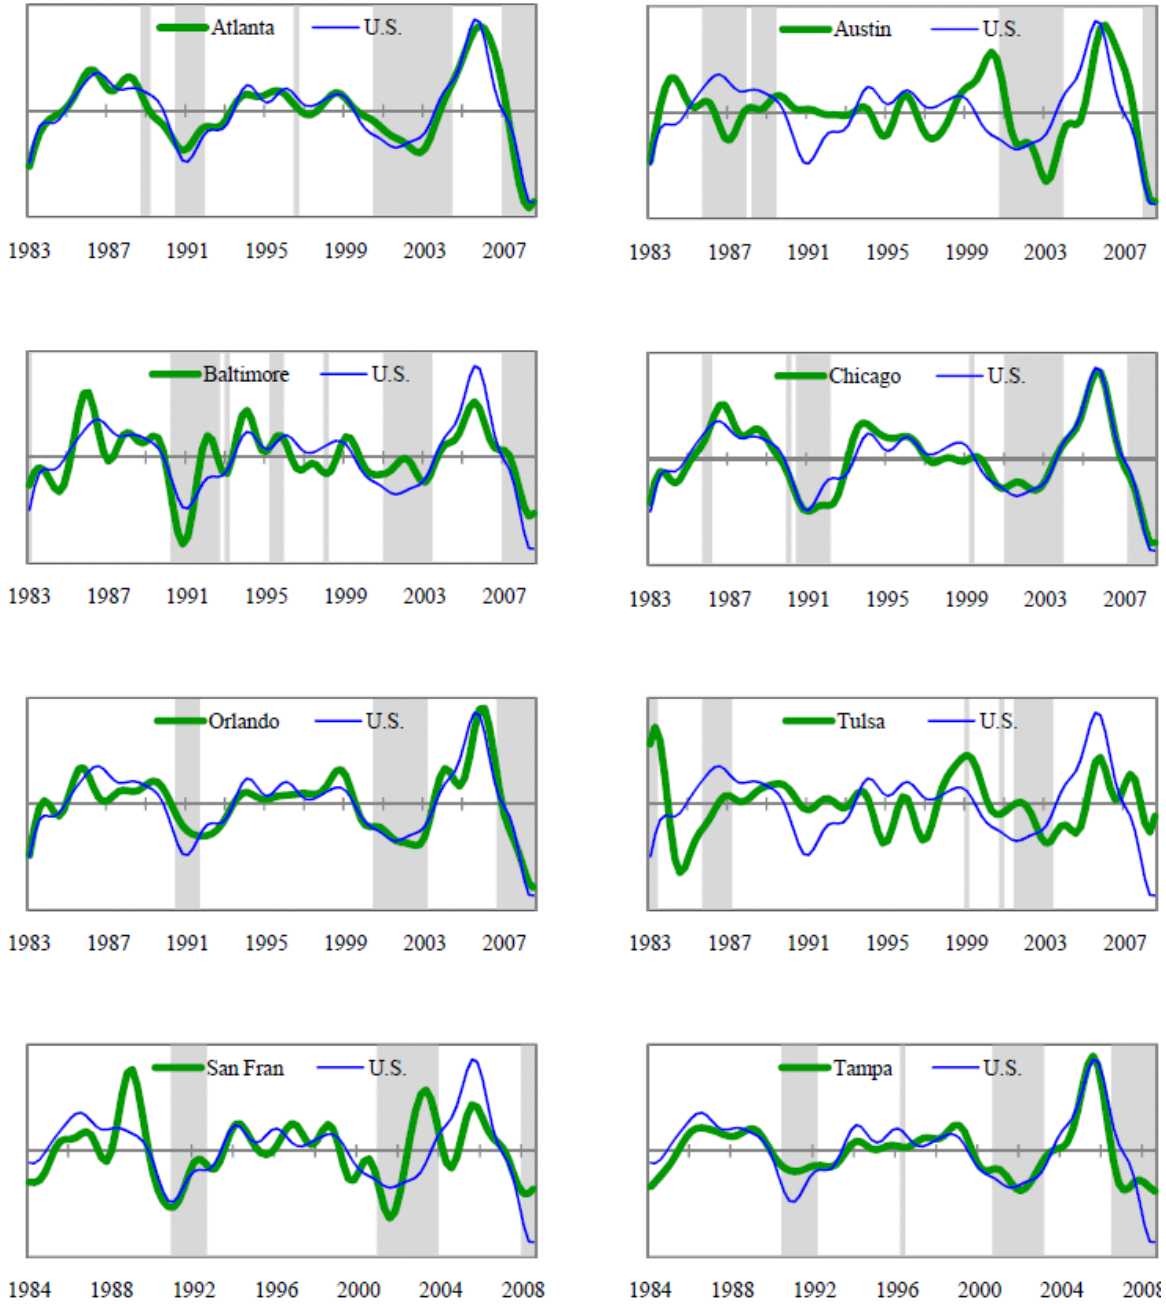 Atlanta U.S. Austin U.S.
1983 1987 1991 1995 1999 2003 2007 1983 1987 1991 1995 1999 2003 2007
Baltimore U.S. Chicago U.S.
1983 1987 1991 1995 1999 2003 2007 1983 1987 1991 1995 1999 2003 2007
Orlando U.S. Tulsa U.S.
1983 1987 1991 1995 1999 2003 2007 1983 1987 1991 1995 1999 2003 2007
San Fran U.S. Tampa U.S.
1984 1988 1992 1996 2000 2004 2008 1984 1988 1992 1996 2000 2004 2008